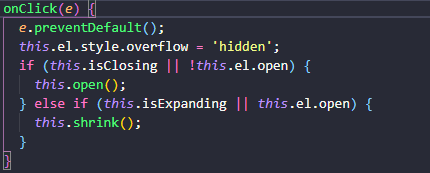 onClick(e) {
  e.preventDefault();
  this.el.style.overflow = 'hidden';
  if (this.isClosing || !this.el.open) {
    this.open();
  } else if (this.isExpanding || this.el.open) {
    this.shrink();
  }
}